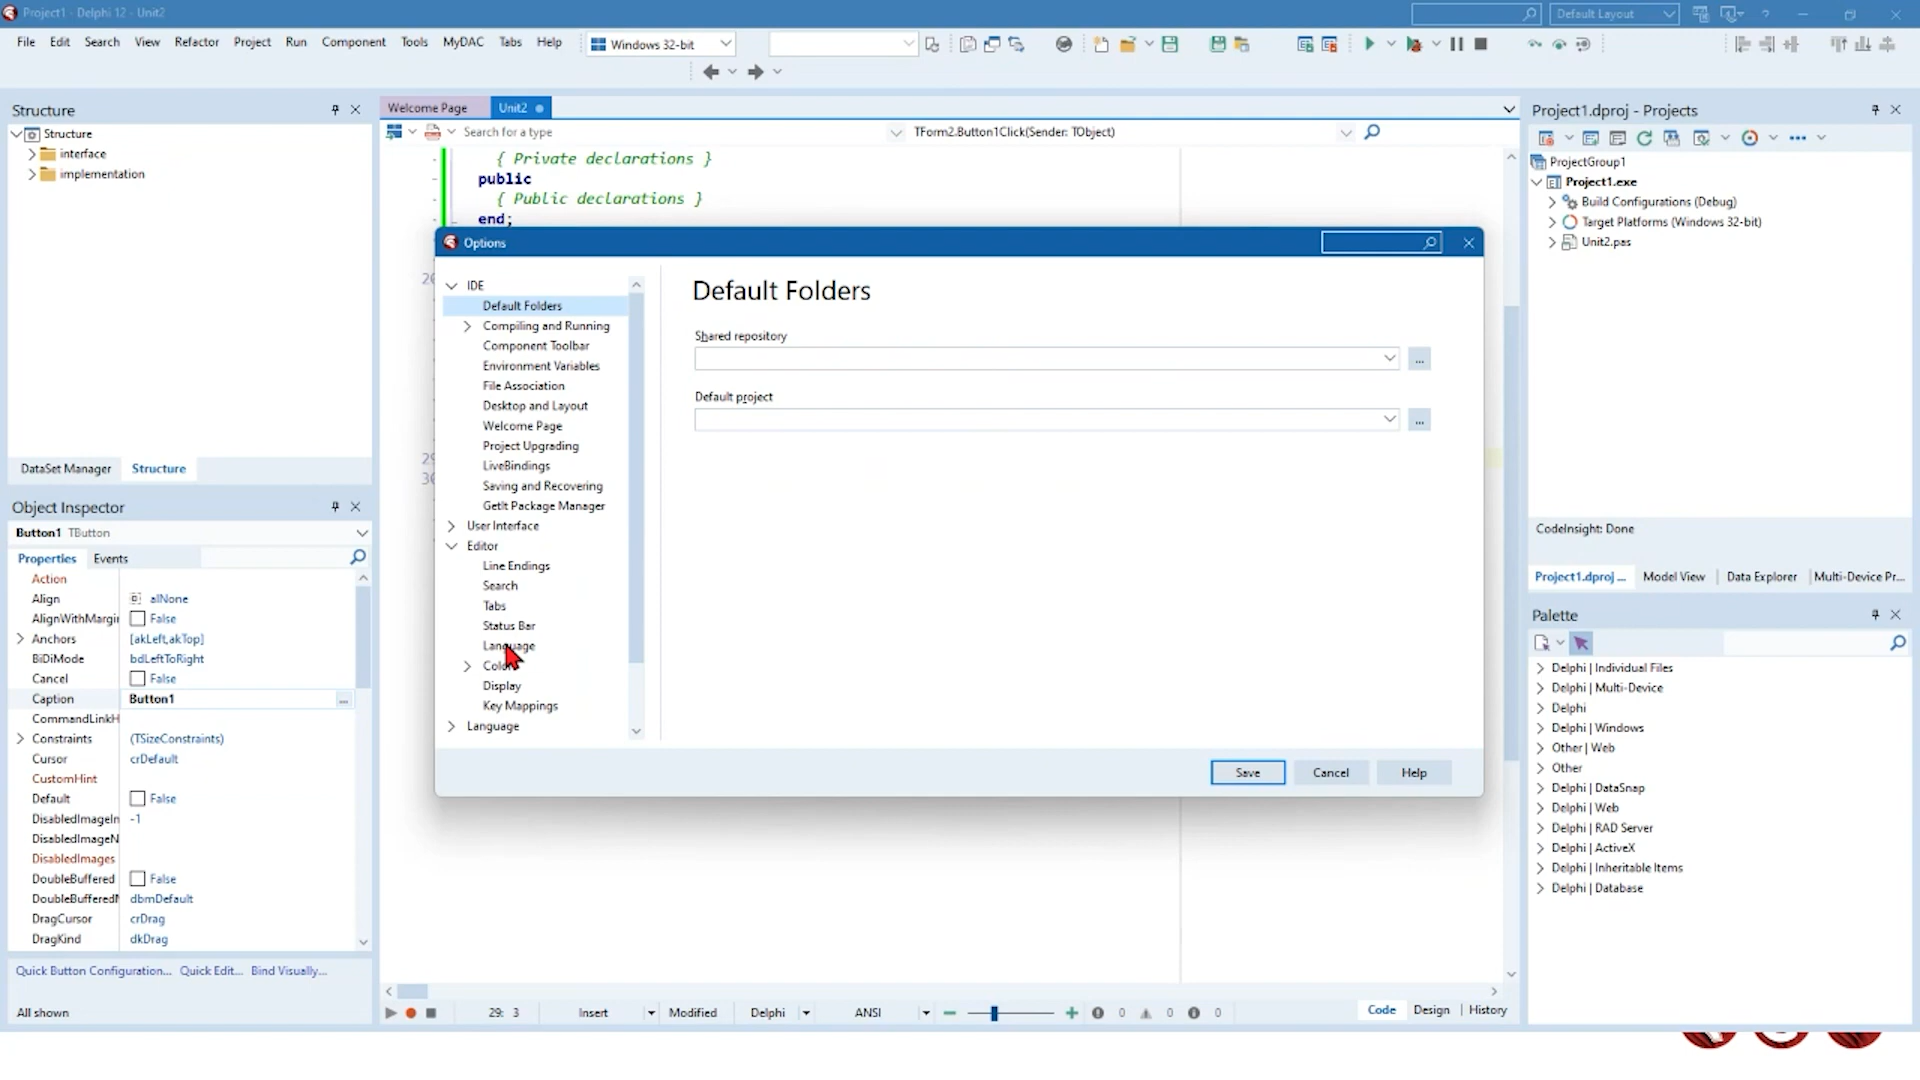 Project1 - Delphi 12 - Unit2
Default Layout
File Edit Search View Refactor Project Run Component Tools MyDAC Tabs Help
Windows 32-bit
Structure
Structure
interface
implementation
DataSet Manager Structure
Object Inspector
Button1 TButton
Properties Events
Action
Align alNone
AlignWithMargi False
Anchors [akLeft,akTop]
BiDiMode bdLeftToRight
Cancel False
Caption Button1 ...
CommandLinkH
Constraints (TSizeConstraints)
Cursor crDefault
CustomHint
Default False
DisabledImageIn -1
DisabledImageN
DisabledImages
DoubleBuffered False
DoubleBufferedM dbmDefault
DragCursor crDrag
DragKind dkDrag
Quick Button Configuration... Quick Edit... Bind Visually...
All shown
Welcome Page Unit2
Search for a type
TForm2.Button1Click(Sender: TObject)
{ Private declarations }
public
{ Public declarations }
end;
Options
IDE
Default Folders
Compiling and Running
Component Toolbar
Environment Variables
File Association
Desktop and Layout
Welcome Page
Project Upgrading
LiveBindings
Saving and Recovering
GetIt Package Manager
User Interface
Editor
Line Endings
Search
Tabs
Status Bar
Language
Display
Key Mappings
Language
Default Folders
Shared repository
...
Default project
...
Save Cancel Help
29: 3 Insert Modified Delphi ANSI 0 0 0
Code Design History
Project1.dproj - Projects
ProjectGroup1
Project1.exe
Build Configurations (Debug)
Target Platforms (Windows 32-bit)
Unit2.pas
CodeInsight: Done
Project1.dproj ... Model View Data Explorer Multi-Device Pr...
Palette
Delphi | Individual Files
Delphi | Multi-Device
Delphi
Delphi | Windows
Other | Web
Other
Delphi | DataSnap
Delphi | Web
Delphi | RAD Server
Delphi | ActiveX
Delphi | Inheritable Items
Delphi | Database